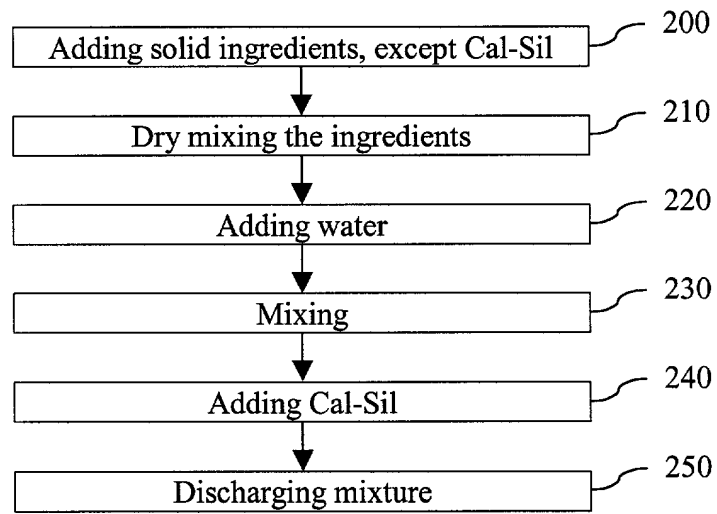 200
Adding solid ingredients, except Cal-Sil
210
Dry mixing the ingredients
220
Adding water
230
Mixing
240
Adding Cal-Sil
250
Discharging mixture